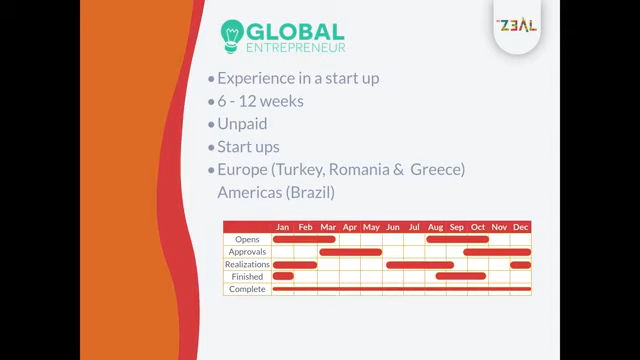 GLOBAL
ENTREPRENEUR
ZEAL
• Experience in a start up
• 6 - 12 weeks
• Unpaid
• Start ups
• Europe (Turkey, Romania & Greece)
Americas (Brazil)
Jan Feb Mar Apr May Jun Jul Aug Sep Oct Nov Dec
Opens
Approvals
Realizations
Finished
Complete